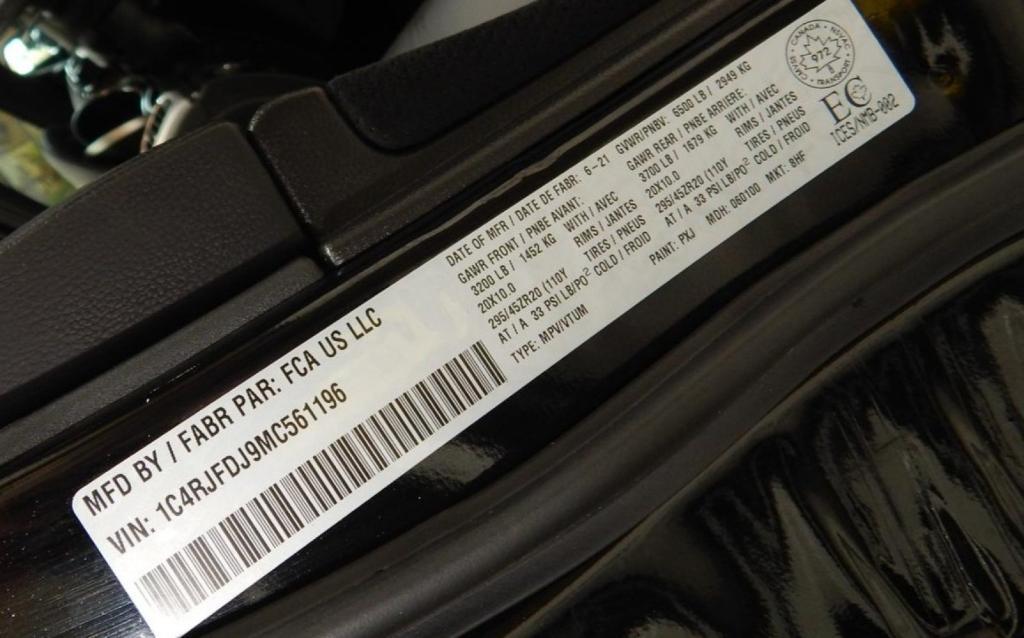 MFD BY / FABR PAR: FCA US LLC
VIN: 1C4RJFDJ9MC561196
DATE OF MFR / DATE DE FABR: 6-21 GVWR/PNBV: 6500 LB / 2949 KG
GAWR FRONT / PNBE AVANT: GAWR REAR / PNBE ARRIERE:
3200 LB / 1452 KG WITH / AVEC 3700 LB / 1679 KG WITH / AVEC
20X10.0 RIMS / JANTES 20X10.0 RIMS / JANTES
295/45ZR20 (110Y TIRES / PNEUS 295/45ZR20 (110Y TIRES / PNEUS
AT / A 33 PSI LB/PO² COLD / FROID AT / A 33 PSI LB/PO² COLD / FROID
TYPE: MPV/VTUM PAINT: PXJ MDH: 060100 MKT: 8HF
CANADA • NSVAC
972
TRANSPORT • CMVSS
EC
ICES/NMB-002